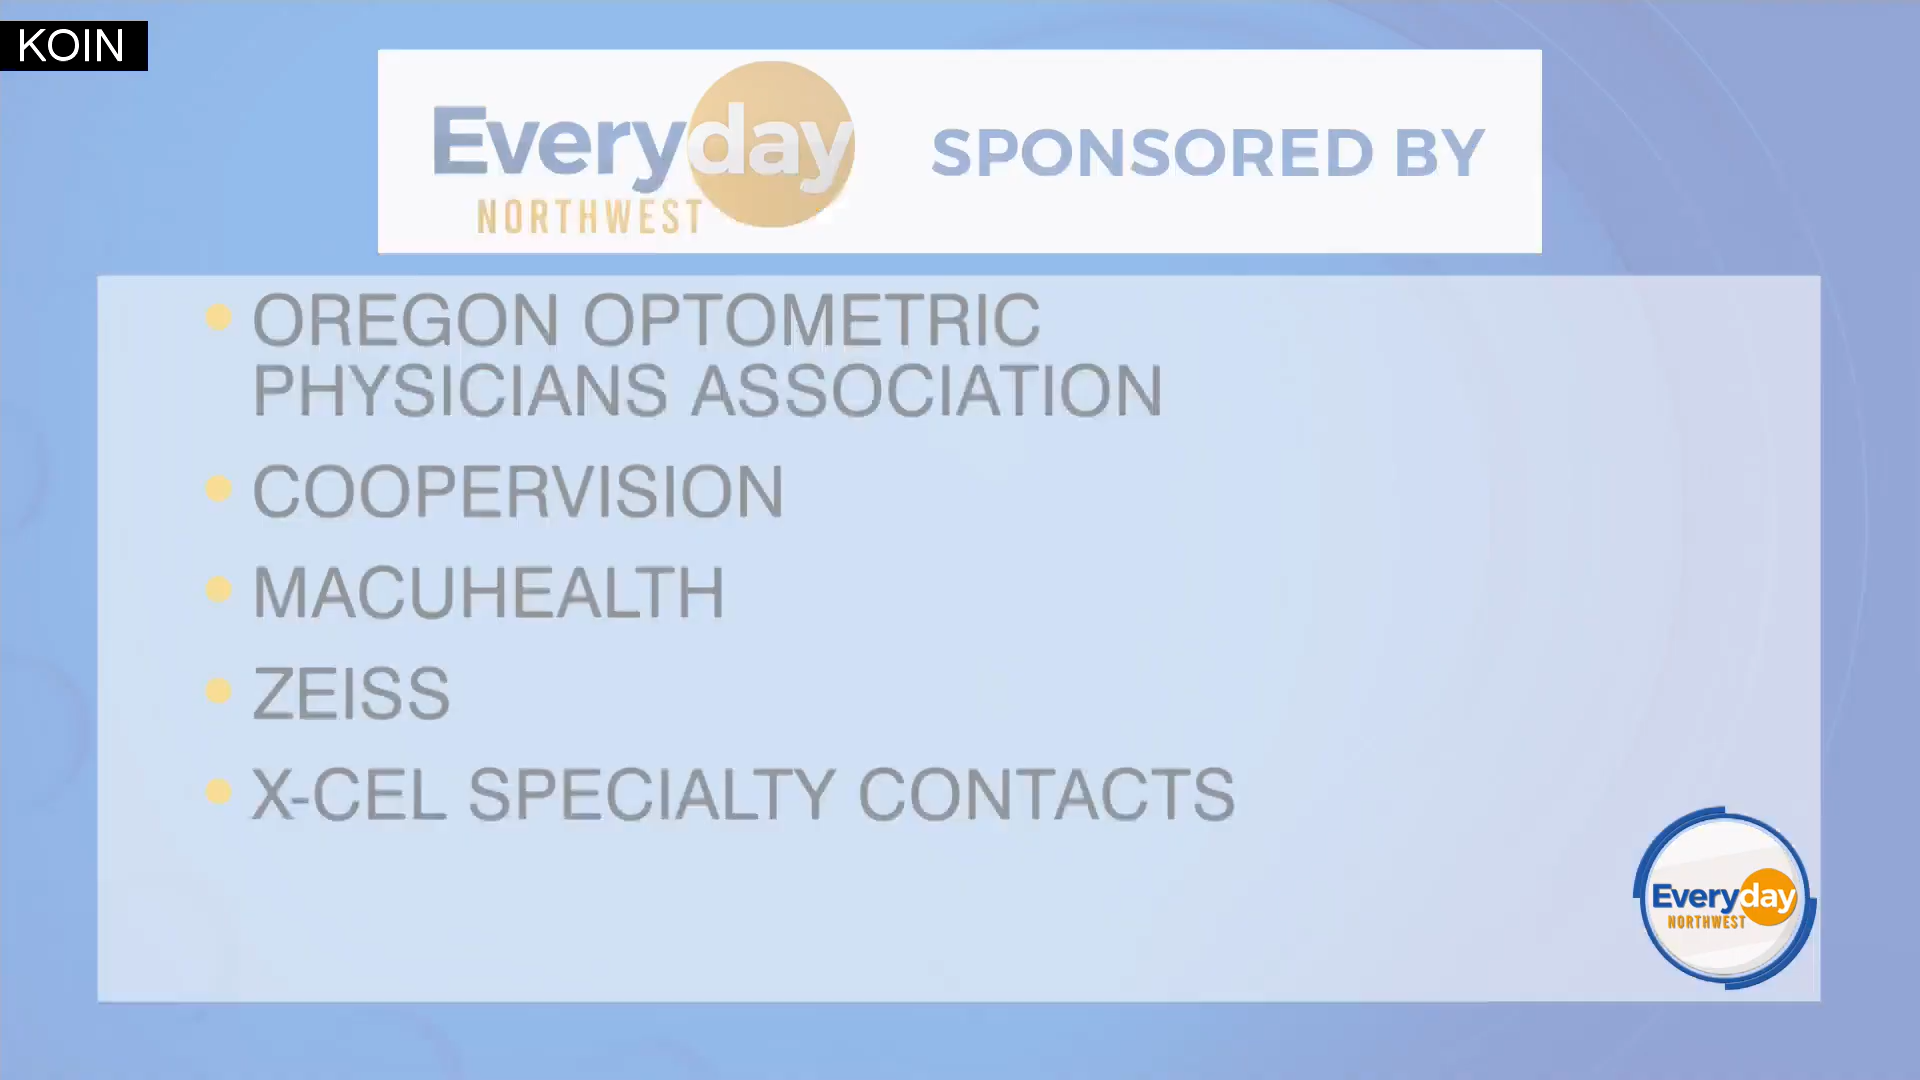 KOIN
Everyday
NORTHWEST
SPONSORED BY
• OREGON OPTOMETRIC
PHYSICIANS ASSOCIATION
• COOPERVISION
• MACUHEALTH
• ZEISS
• X-CEL SPECIALTY CONTACTS
Everyday
NORTHWEST